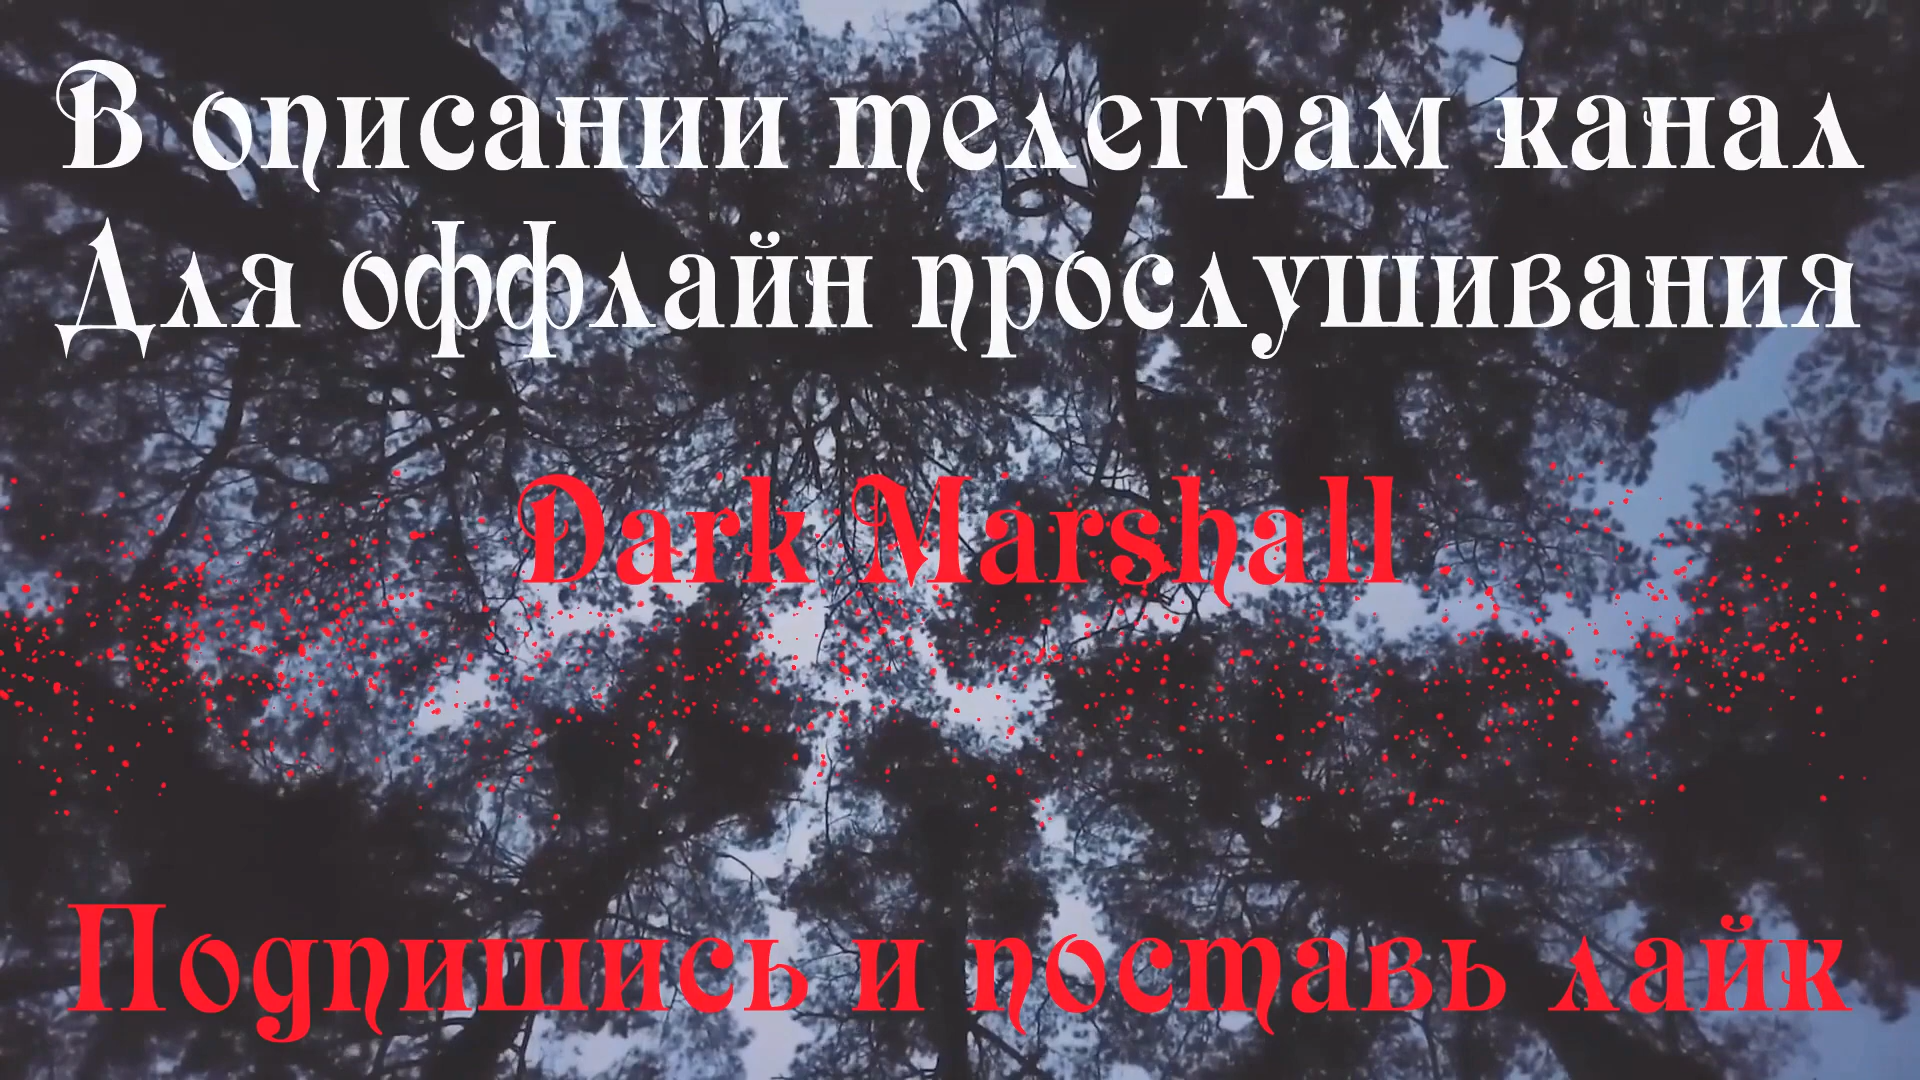 В описании телеграм канал
Для оффлайн прослушивания
Dark Marshall
Подпишись и поставь лайк